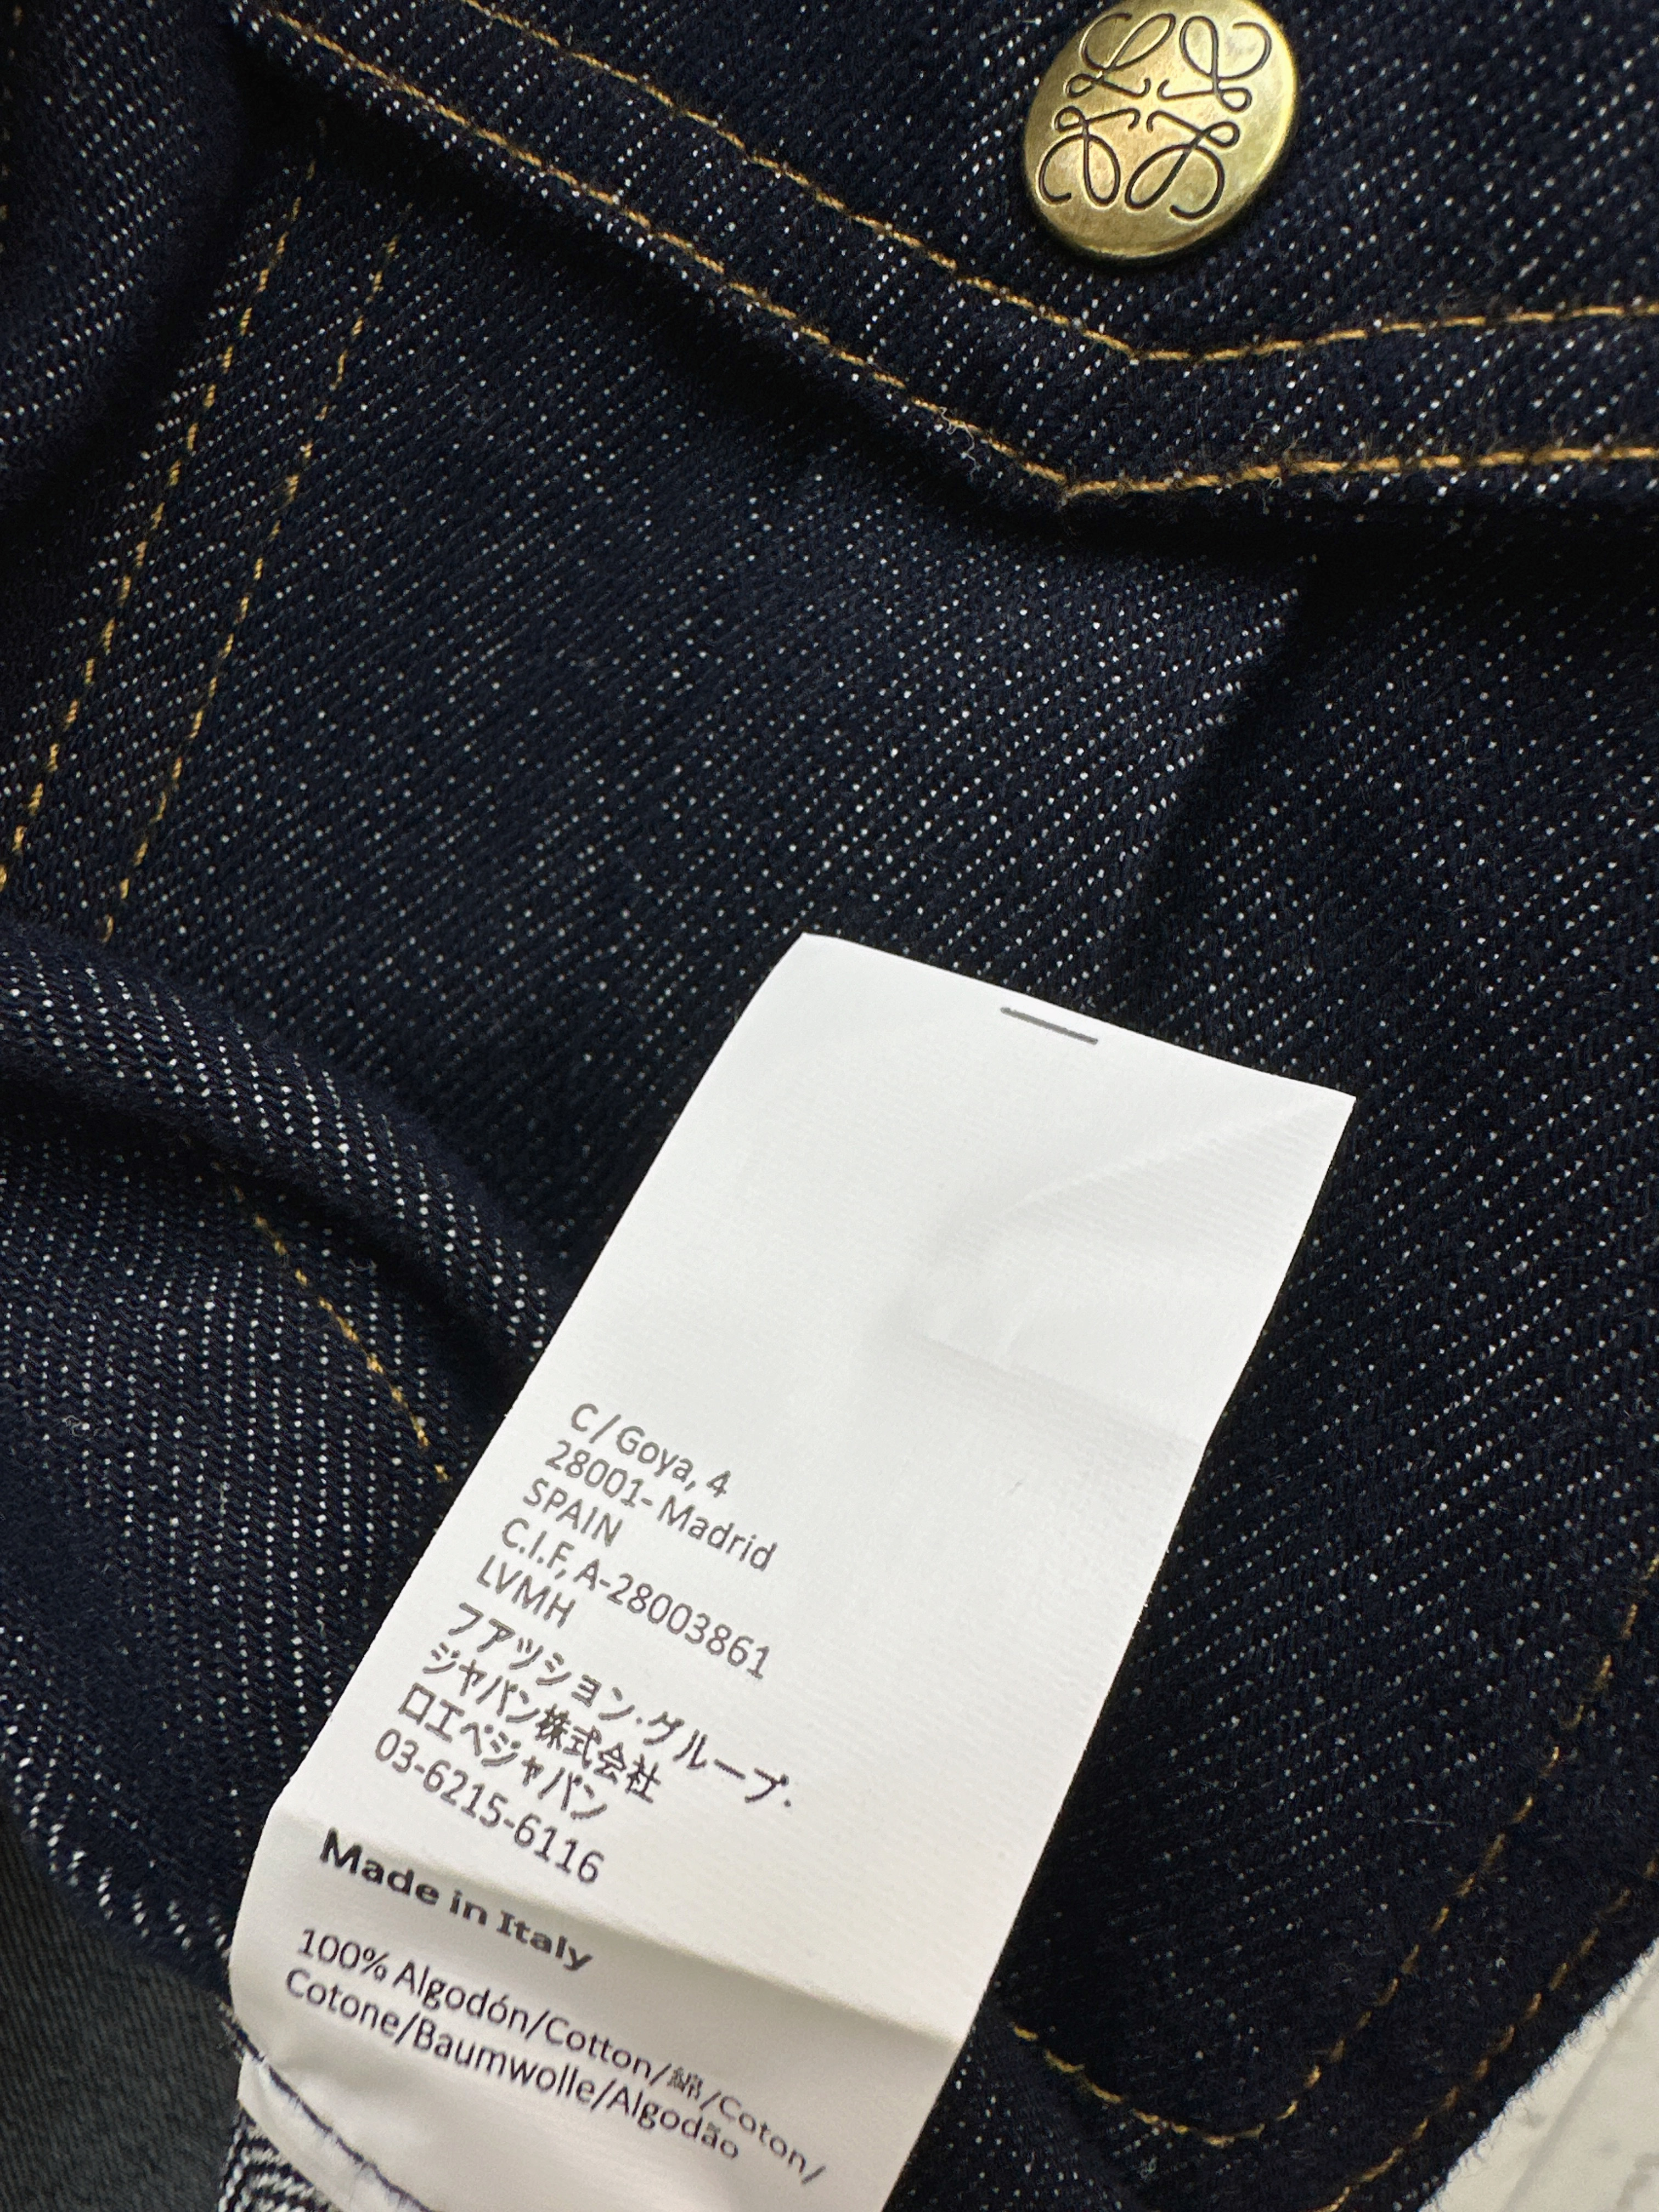 C/ Goya, 4
28001- Madrid
SPAIN
C.I.F, A-28003861
LVMH
ファッション・グループ・
ジャパン株式会社
ロエベジャパン
03-6215-6116
Made in Italy
100% Algodón/Cotton/綿/Coton/
Cotone/Baumwolle/Algodão